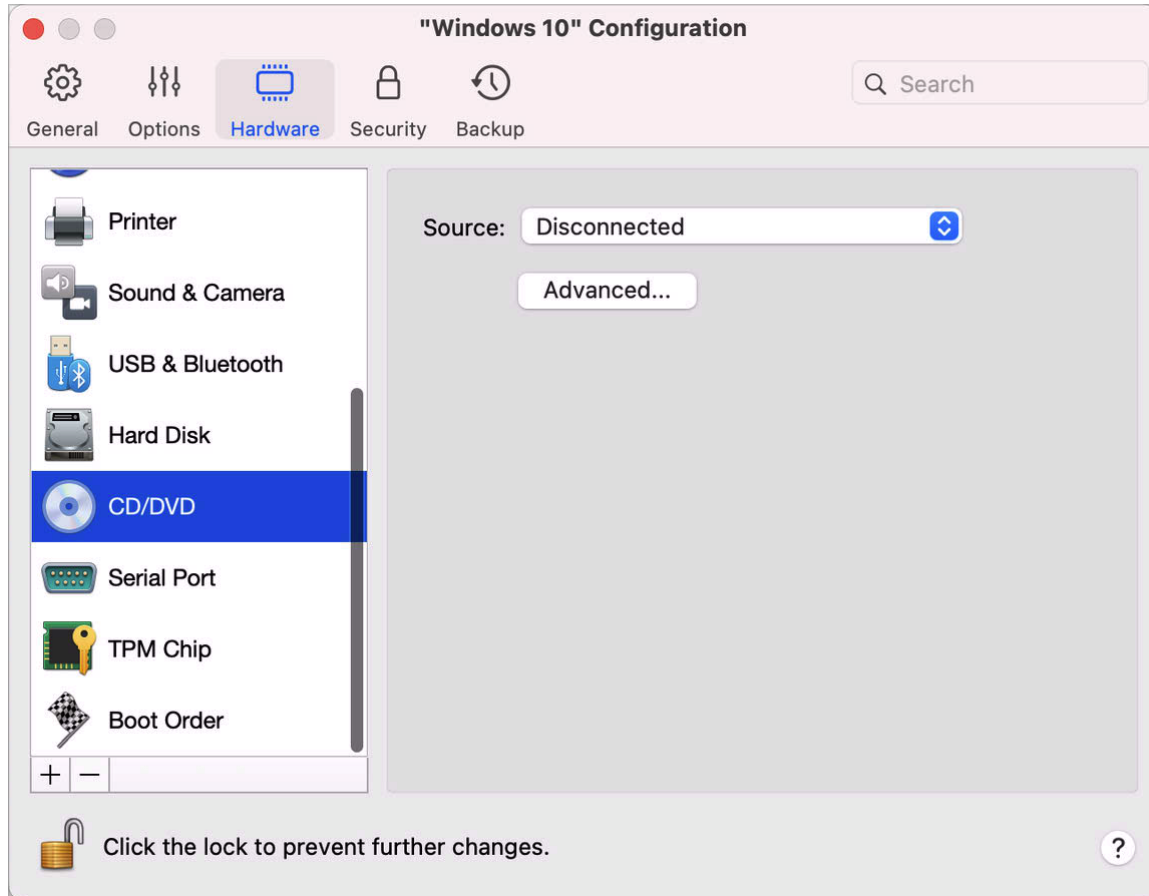 "Windows 10" Configuration
General Options Hardware Security Backup
Search
Printer
Sound & Camera
USB & Bluetooth
Hard Disk
CD/DVD
Serial Port
TPM Chip
Boot Order
Source: Disconnected
Advanced...
+ −
Click the lock to prevent further changes.
?